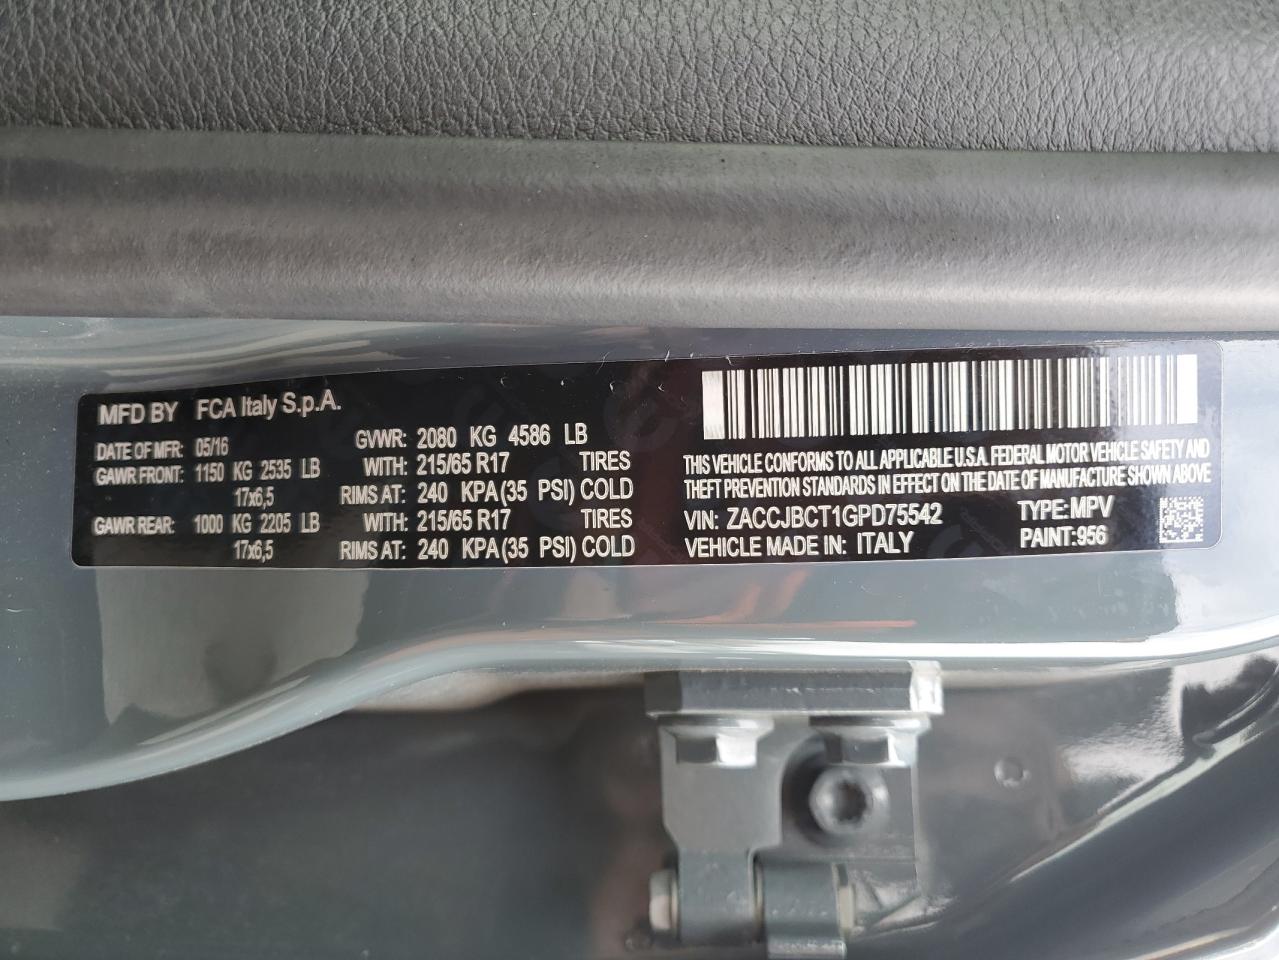 MFD BY FCA Italy S.p.A.
DATE OF MFR: 05/16 GVWR: 2080 KG 4586 LB
GAWR FRONT: 1150 KG 2535 LB WITH: 215/65 R17 TIRES
17x6,5 RIMS AT: 240 KPA(35 PSI) COLD
GAWR REAR: 1000 KG 2205 LB WITH: 215/65 R17 TIRES
17x6,5 RIMS AT: 240 KPA(35 PSI) COLD
THIS VEHICLE CONFORMS TO ALL APPLICABLE U.S.A. FEDERAL MOTOR VEHICLE SAFETY AND
THEFT PREVENTION STANDARDS IN EFFECT ON THE DATE OF MANUFACTURE SHOWN ABOVE
VIN: ZACCJBCT1GPD75542 TYPE:MPV
VEHICLE MADE IN: ITALY PAINT:956